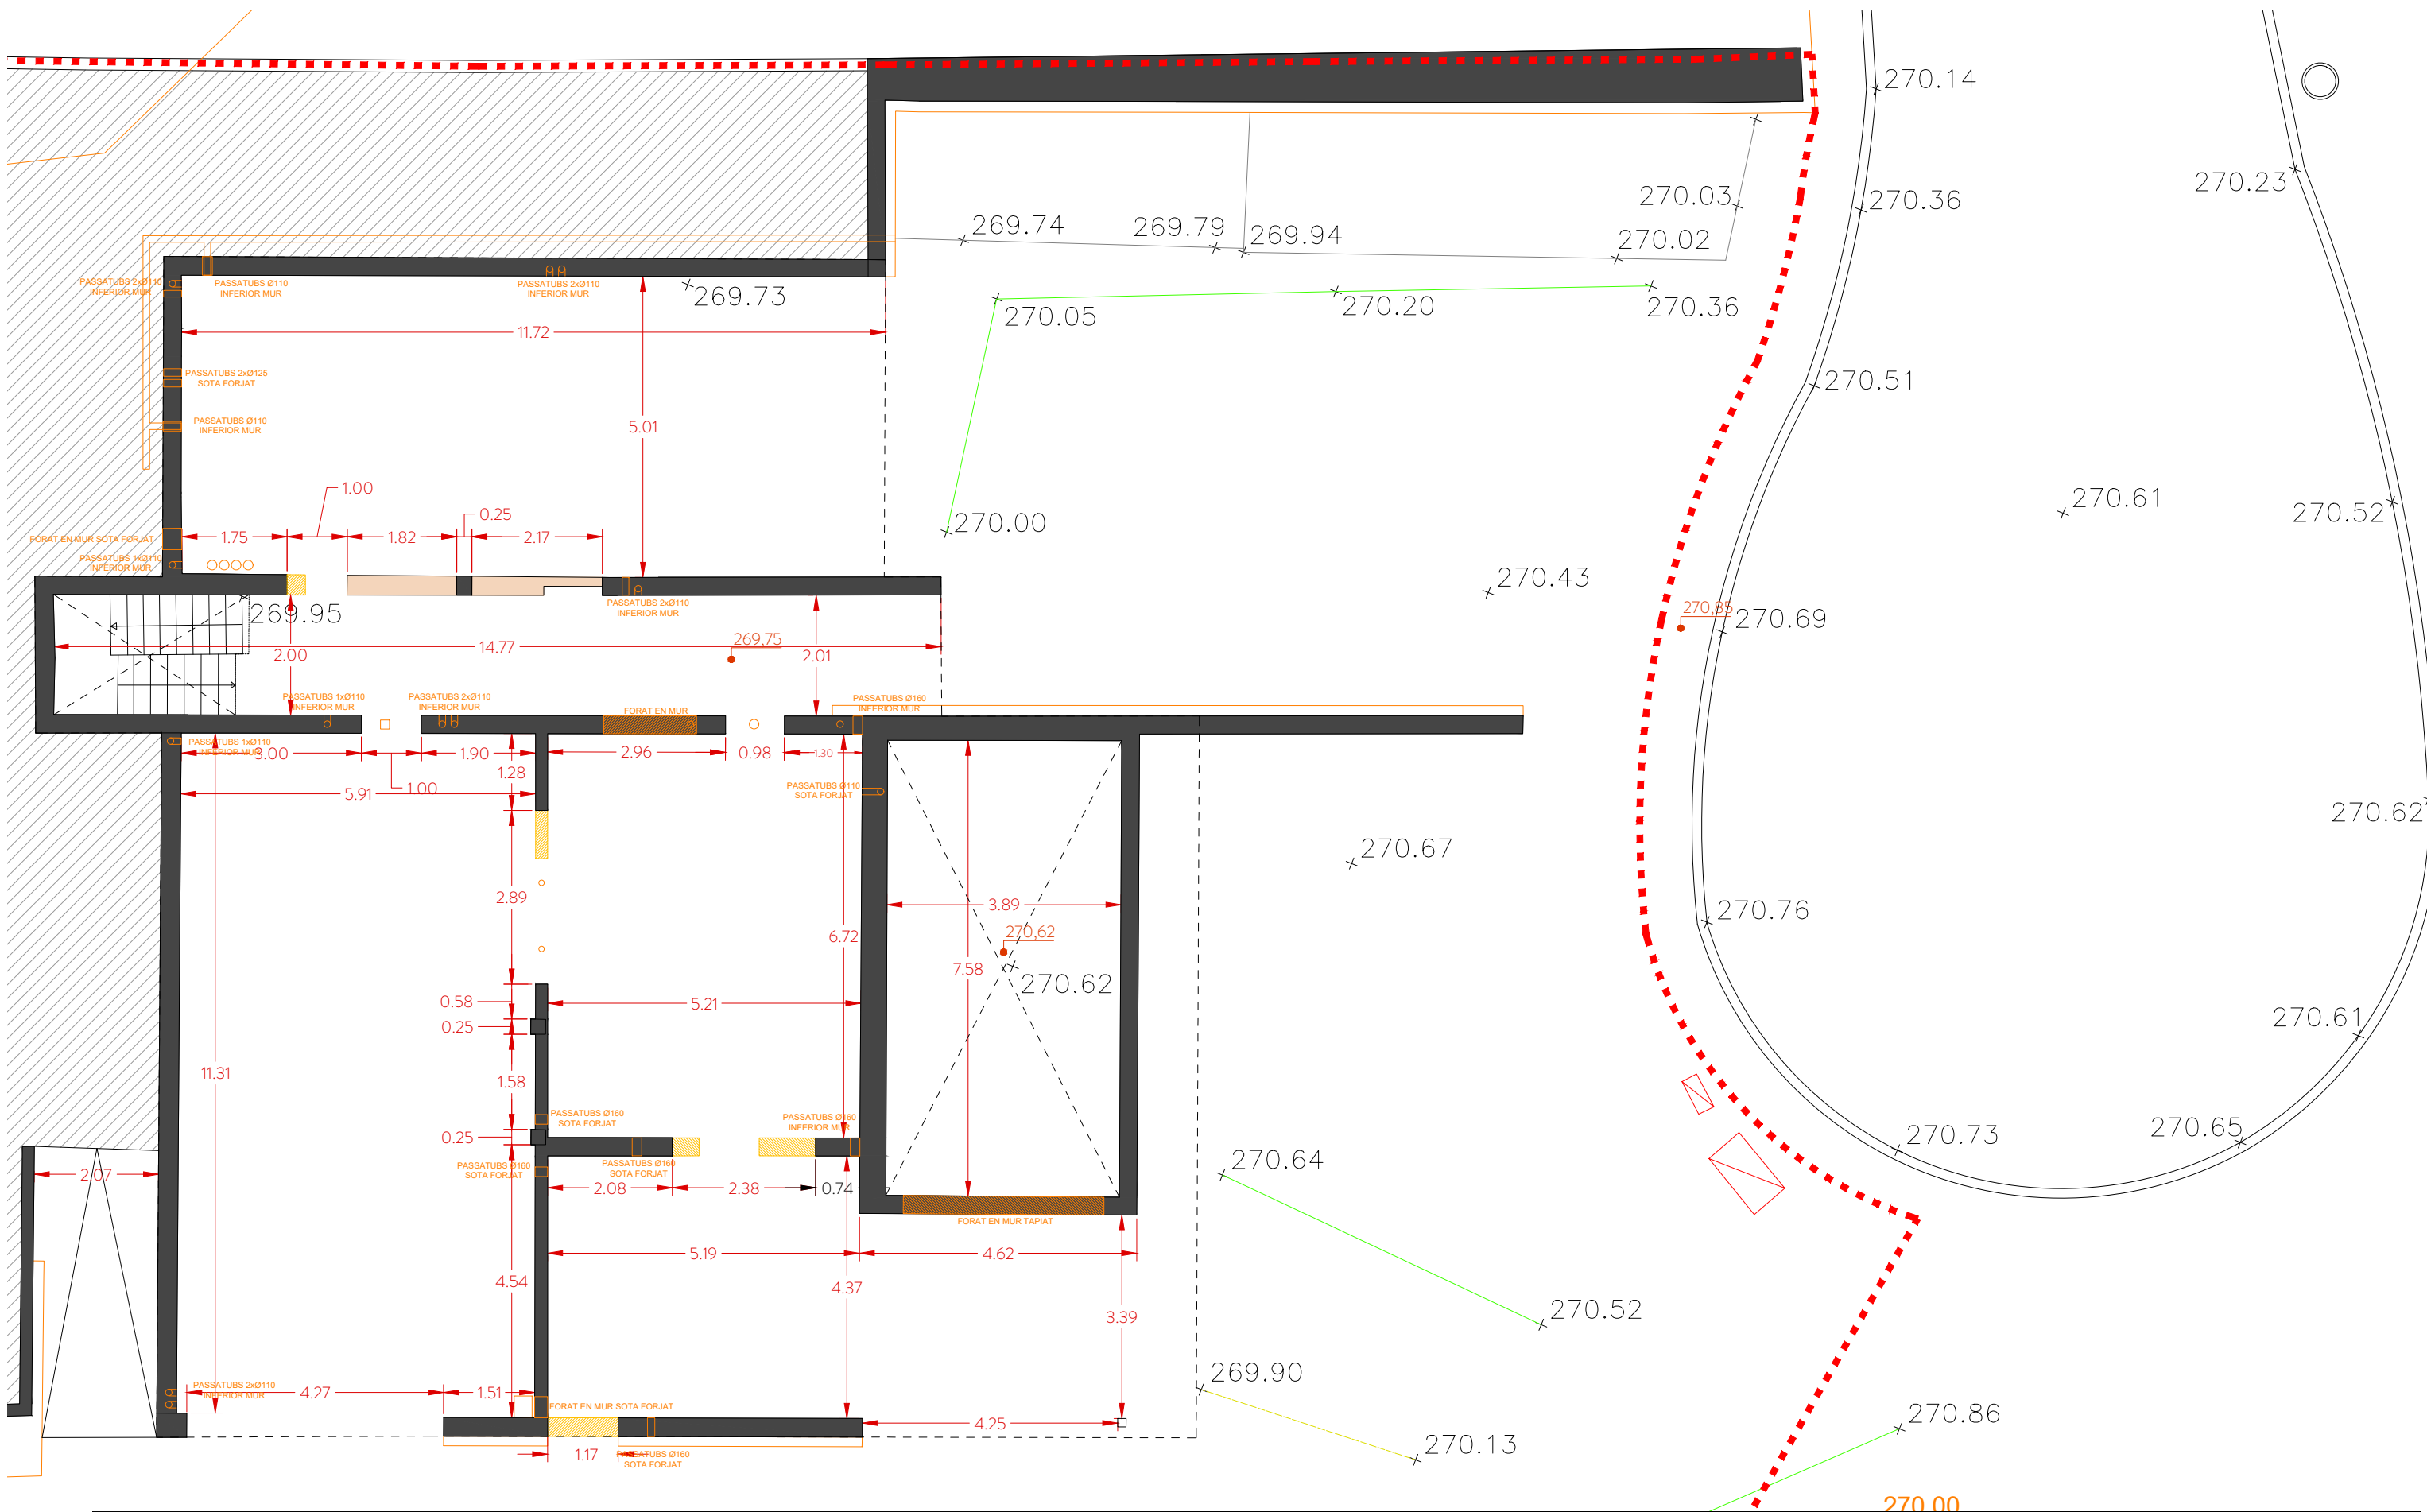 270.14
270.23
270.03
270.36
269.74
269.79
269.94
270.02
PASSATUBS 2xØ110
INFERIOR MUR
PASSATUBS Ø110
INFERIOR MUR
PASSATUBS 2xØ110
INFERIOR MUR
269.73
270.05
270.20
270.36
11.72
PASSATUBS 2xØ125
SOTA FORJAT
270.51
PASSATUBS Ø110
INFERIOR MUR
5.01
1.00
0.25
270.61
270.52
270.00
FORAT EN MUR SOTA FORJAT
1.75
1.82
2.17
PASSATUBS 1xØ110
INFERIOR MUR
270.43
269.95
PASSATUBS 2xØ110
INFERIOR MUR
270,85
270.69
2.00
14.77
269,75
2.01
PASSATUBS 1xØ110
INFERIOR MUR
PASSATUBS 2xØ110
INFERIOR MUR
FORAT EN MUR
PASSATUBS Ø160
INFERIOR MUR
PASSATUBS 1xØ110
INFERIOR MUR
3.00
1.90
2.96
0.98
1.30
1.28
5.91
1.00
PASSATUBS Ø110
SOTA FORJAT
270.62
270.67
2.89
3.89
270.76
6.72
270,62
7.58
270.62
0.58
5.21
0.25
270.61
11.31
1.58
PASSATUBS Ø160
SOTA FORJAT
PASSATUBS Ø160
INFERIOR MUR
0.25
270.73
270.65
2.07
PASSATUBS Ø160
SOTA FORJAT
PASSATUBS Ø160
SOTA FORJAT
270.64
2.08
2.38
0.74
FORAT EN MUR TAPIAT
5.19
4.62
4.54
4.37
3.39
270.52
269.90
PASSATUBS 2xØ110
INFERIOR MUR
4.27
1.51
FORAT EN MUR SOTA FORJAT
4.25
270.86
270.13
1.17
PASSATUBS Ø160
SOTA FORJAT
270.00